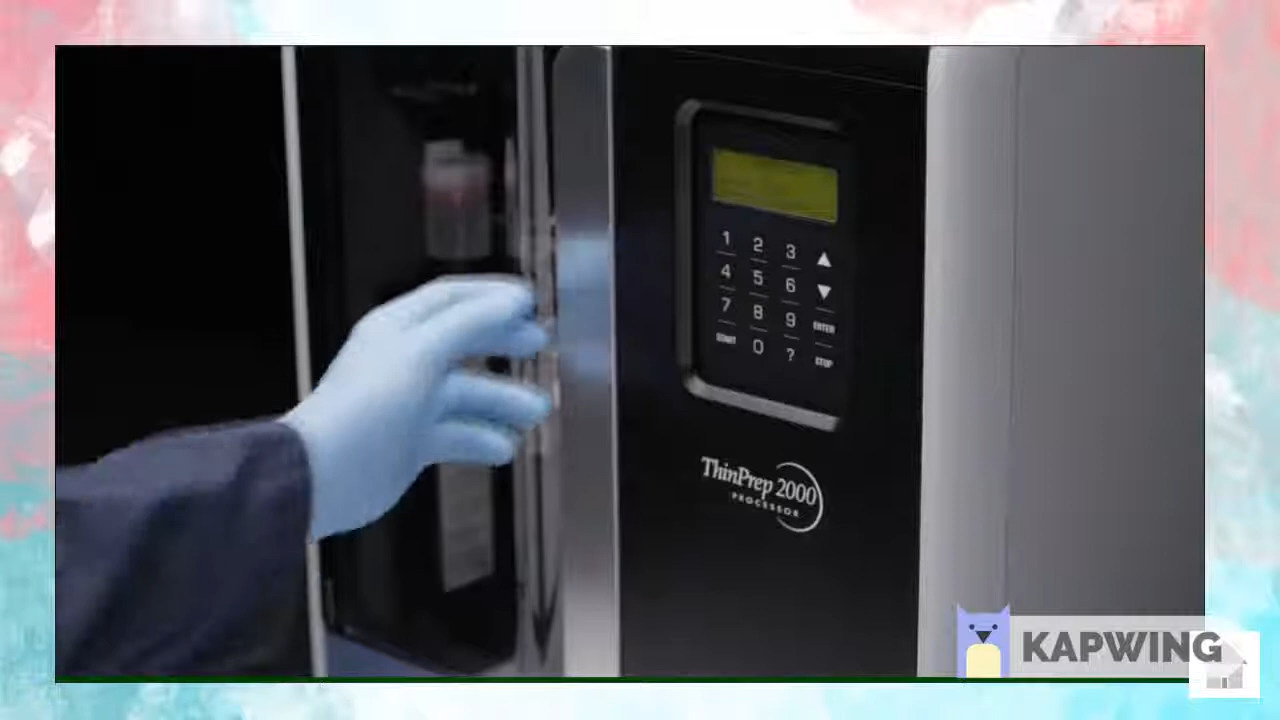 1 2 3
4 5 6
7 8 9 ENTER
START 0 ? STOP
ThinPrep 2000
PROCESSOR
KAPWING